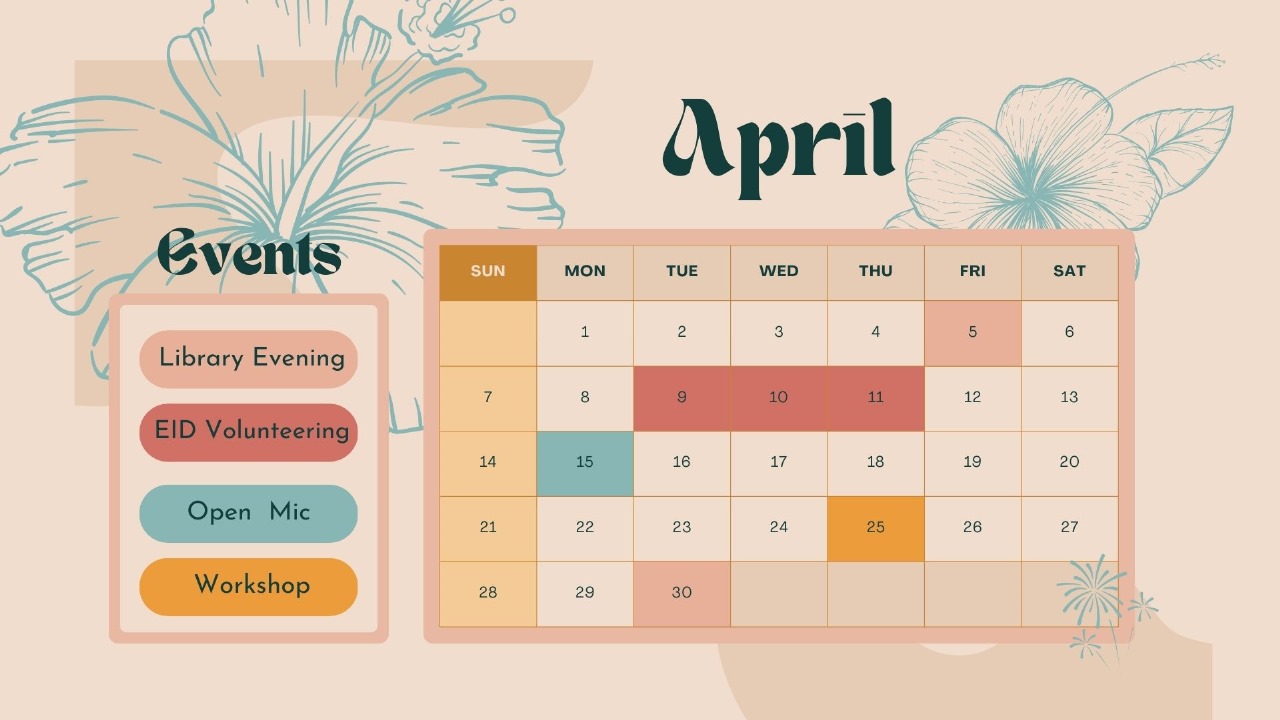 Aprīl
Events
Library Evening
EID Volunteering
Open Mic
Workshop
SUN MON TUE WED THU FRI SAT
1 2 3 4 5 6
7 8 9 10 11 12 13
14 15 16 17 18 19 20
21 22 23 24 25 26 27
28 29 30